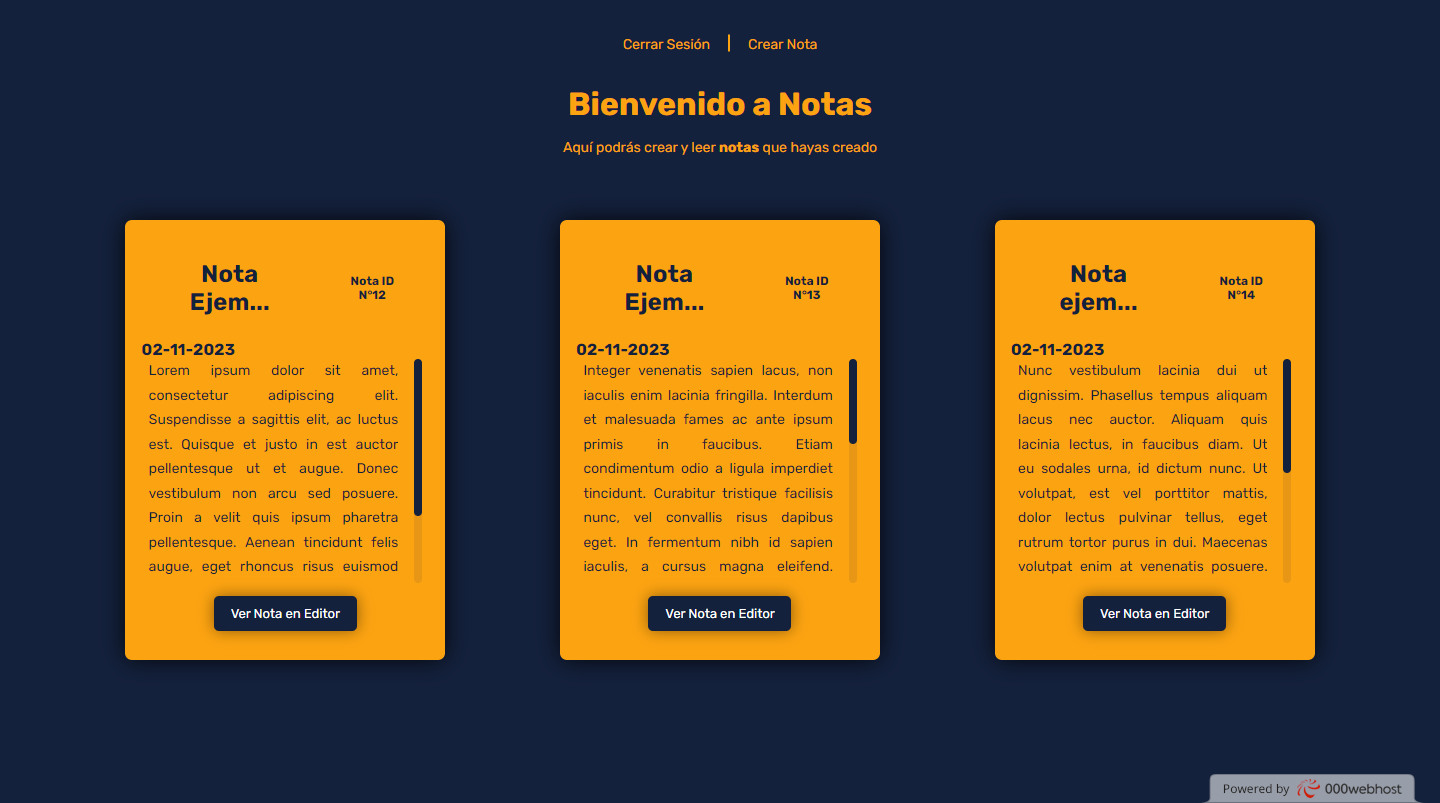 Cerrar Sesión | Crear Nota
Bienvenido a Notas
Aquí podrás crear y leer notas que hayas creado
Nota
Ejem...
Nota ID
N°12
02-11-2023
Lorem ipsum dolor sit amet,
consectetur adipiscing elit.
Suspendisse a sagittis elit, ac luctus
est. Quisque et justo in est auctor
pellentesque ut et augue. Donec
vestibulum non arcu sed posuere.
Proin a velit quis ipsum pharetra
pellentesque. Aenean tincidunt felis
augue, eget rhoncus risus euismod
Ver Nota en Editor
Nota
Ejem...
Nota ID
N°13
02-11-2023
Integer venenatis sapien lacus, non
iaculis enim lacinia fringilla. Interdum
et malesuada fames ac ante ipsum
primis in faucibus. Etiam
condimentum odio a ligula imperdiet
tincidunt. Curabitur tristique facilisis
nunc, vel convallis risus dapibus
eget. In fermentum nibh id sapien
iaculis, a cursus magna eleifend.
Ver Nota en Editor
Nota
ejem...
Nota ID
N°14
02-11-2023
Nunc vestibulum lacinia dui ut
dignissim. Phasellus tempus aliquam
lacus nec auctor. Aliquam quis
lacinia lectus, in faucibus diam. Ut
eu sodales urna, id dictum nunc. Ut
volutpat, est vel porttitor mattis,
dolor lectus pulvinar tellus, eget
rutrum tortor purus in dui. Maecenas
volutpat enim at venenatis posuere.
Ver Nota en Editor
Powered by 000webhost